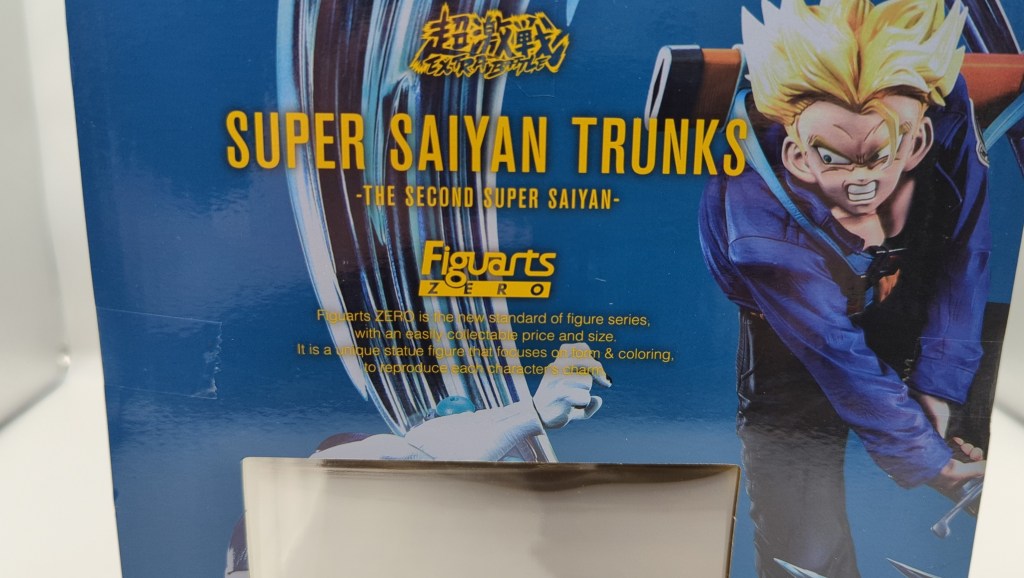 超激戦
EXTRA BATTLE
SUPER SAIYAN TRUNKS
-THE SECOND SUPER SAIYAN-
Figuarts
ZERO
Figuarts ZERO is the new standard of figure series,
with an easily collectable price and size.
It is a unique statue figure that focuses on form & coloring,
to reproduce each character's charm.